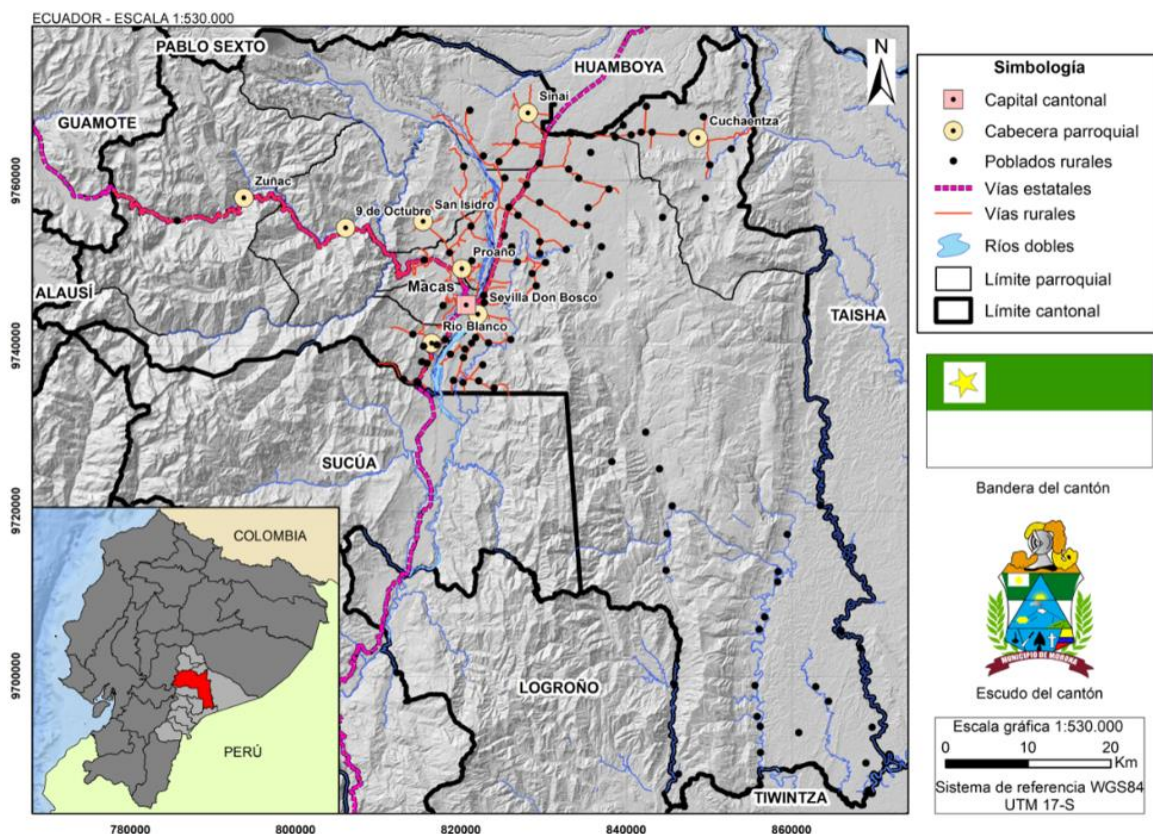 ECUADOR - ESCALA 1:530.000
PABLO SEXTO
HUAMBOYA
N
GUAMOTE
Sinai
Cuchaentza
Zuñac
9 de Octubre
San Isidro
Proaño
ALAUSÍ
Macas
Sevilla Don Bosco
Rio Blanco
TAISHA
SUCÚA
LOGROÑO
TIWINTZA
9760000
9740000
9720000
9700000
780000
800000
820000
840000
860000
COLOMBIA
PERÚ
Simbología
Capital cantonal
Cabecera parroquial
Poblados rurales
Vías estatales
Vías rurales
Ríos dobles
Límite parroquial
Límite cantonal
Bandera del cantón
MUNICIPIO DE MORONA
Escudo del cantón
Escala gráfica 1:530.000
0 10 20
Km
Sistema de referencia WGS84
UTM 17-S